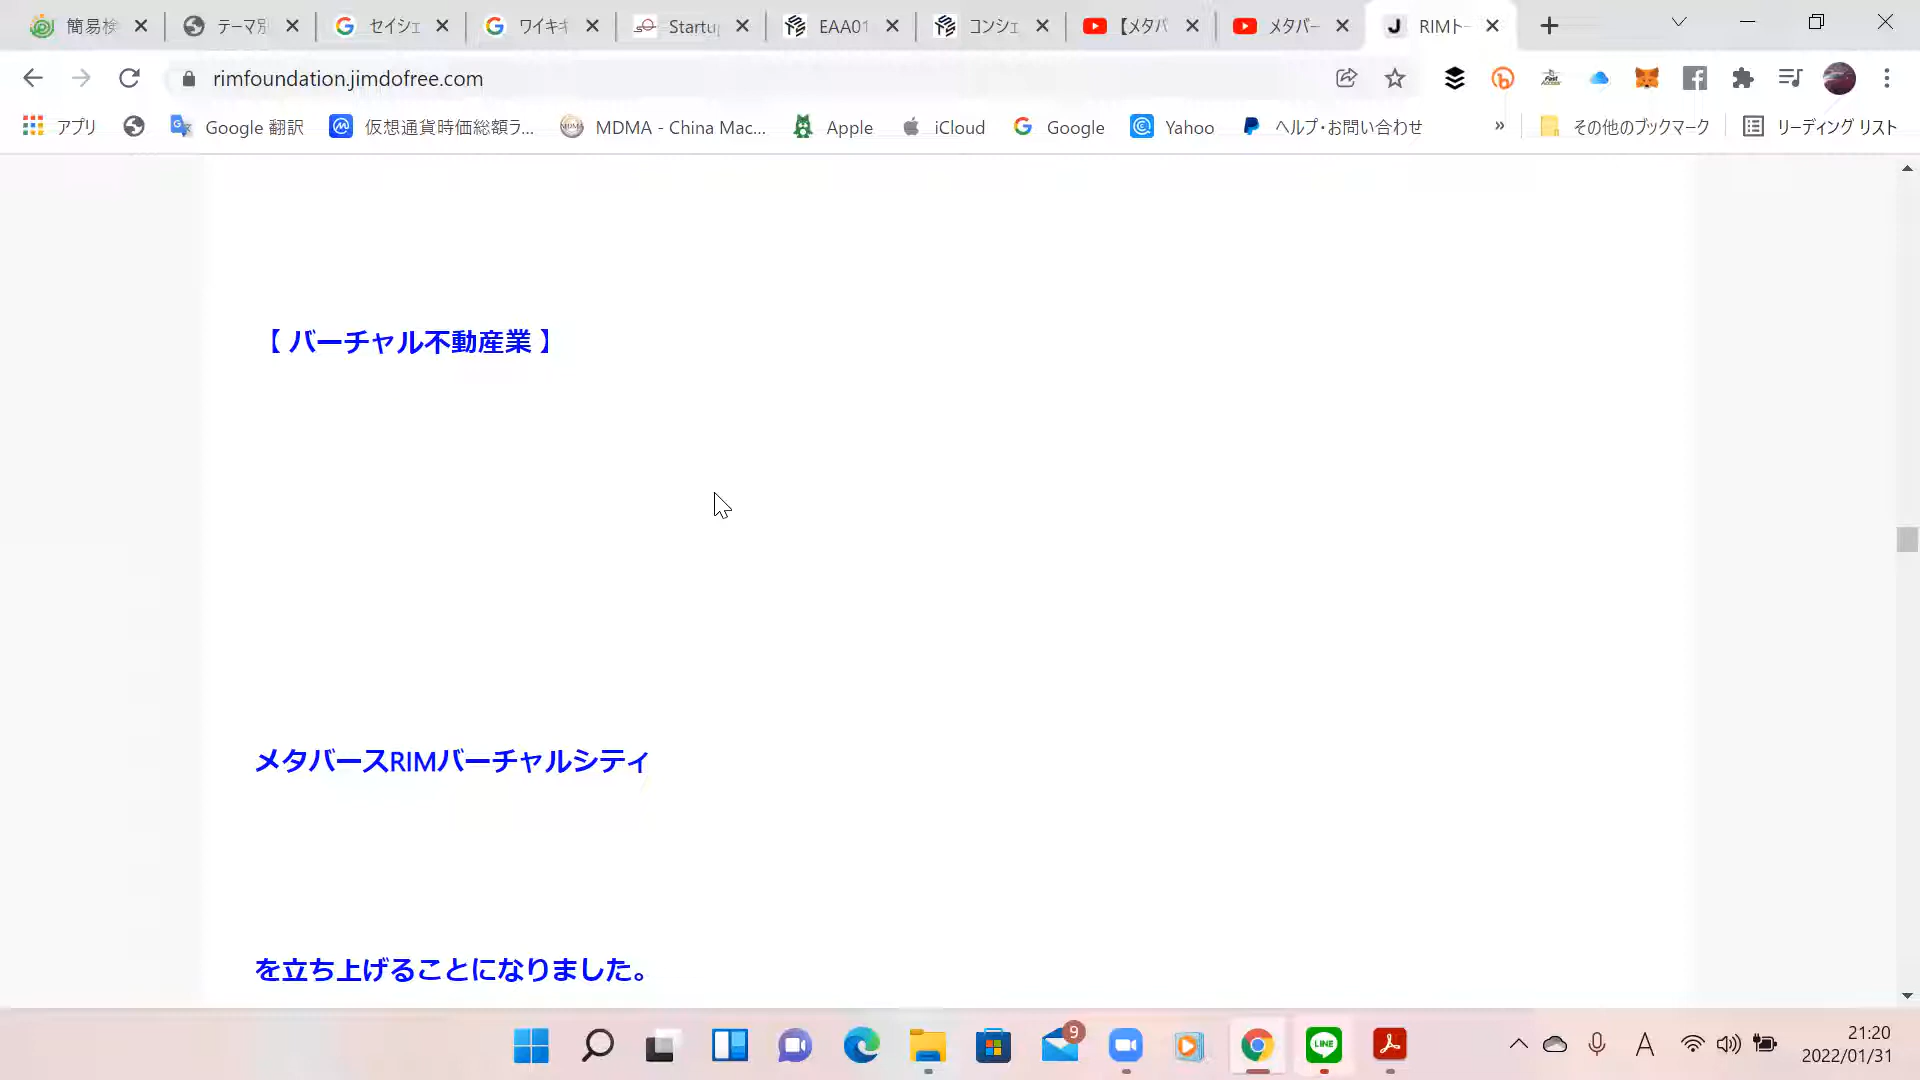 簡易検
テーマ別
セイシェ
ワイキキ
Startu
EAA01
コンシェ
【メタバ
メタバー
RIMトー
rimfoundation.jimdofree.com
アプリ
Google 翻訳
仮想通貨時価総額ラ...
MDMA - China Mac...
Apple
iCloud
Google
Yahoo
ヘルプ・お問い合わせ
»
その他のブックマーク
リーディング リスト
【 バーチャル不動産業 】
メタバースRIMバーチャルシティ
を立ち上げることになりました。
9
LINE
A
21:20
2022/01/31